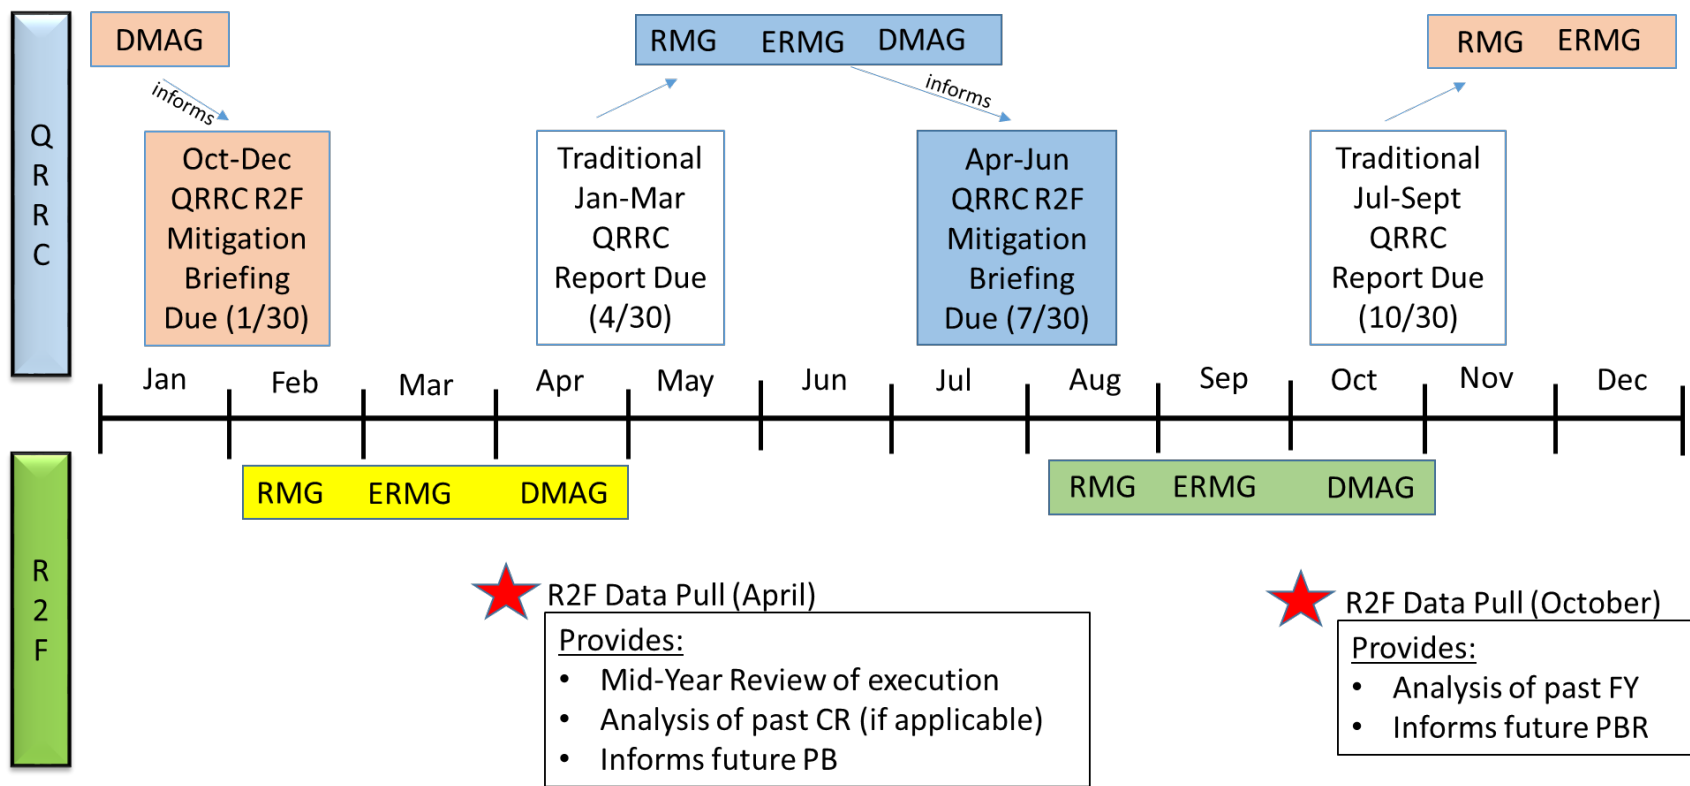 Q
R
R
C
DMAG
informs
Oct-Dec
QRRC R2F
Mitigation
Briefing
Due (1/30)
RMG ERMG DMAG
informs
Traditional
Jan-Mar
QRRC
Report Due
(4/30)
Apr-Jun
QRRC R2F
Mitigation
Briefing
Due (7/30)
RMG ERMG
Traditional
Jul-Sept
QRRC
Report Due
(10/30)
Jan Feb Mar Apr May Jun Jul Aug Sep Oct Nov Dec
R
2
F
RMG ERMG DMAG
RMG ERMG DMAG
R2F Data Pull (April)
Provides:
• Mid-Year Review of execution
• Analysis of past CR (if applicable)
• Informs future PB
R2F Data Pull (October)
Provides:
• Analysis of past FY
• Informs future PBR